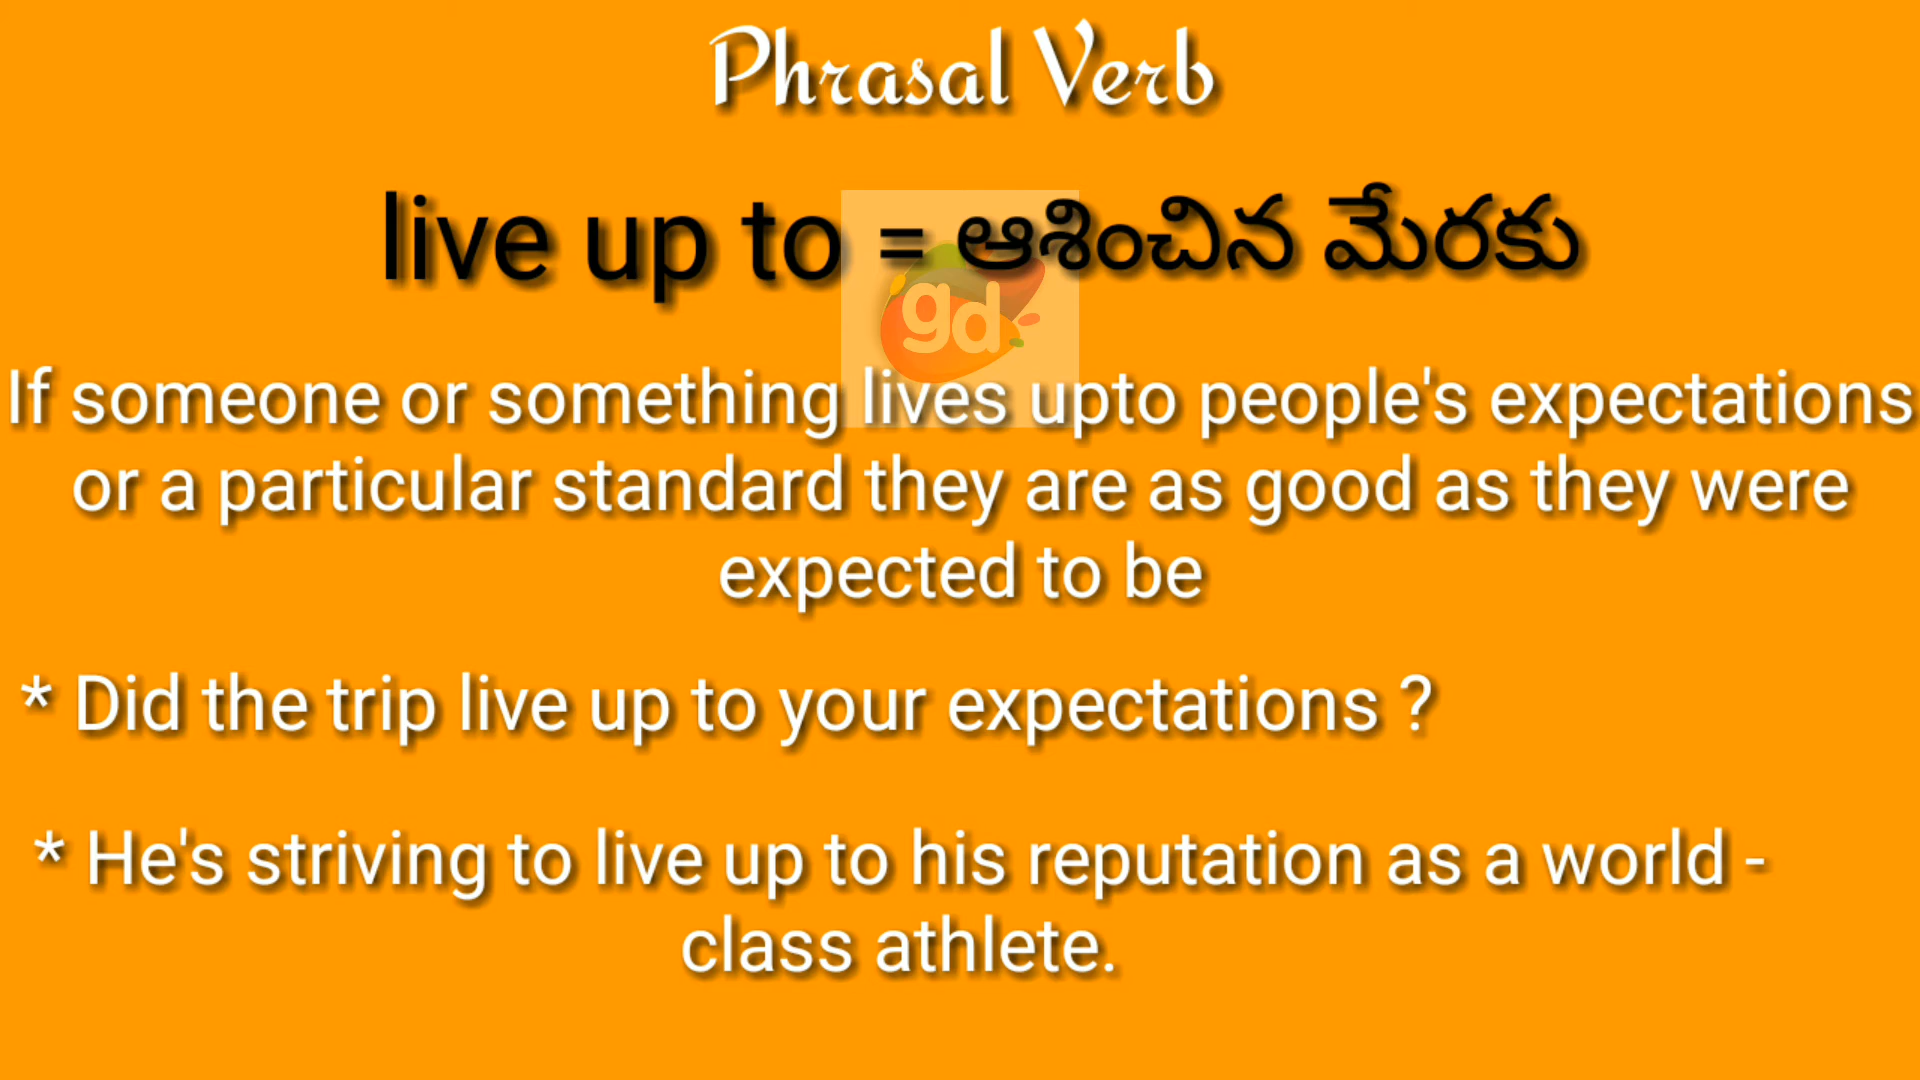 Phrasal Verb
live up to = ఆశించిన మేరకు
gd
If someone or something lives upto people's expectations
or a particular standard they are as good as they were
expected to be
* Did the trip live up to your expectations ?
* He's striving to live up to his reputation as a world -
class athlete.